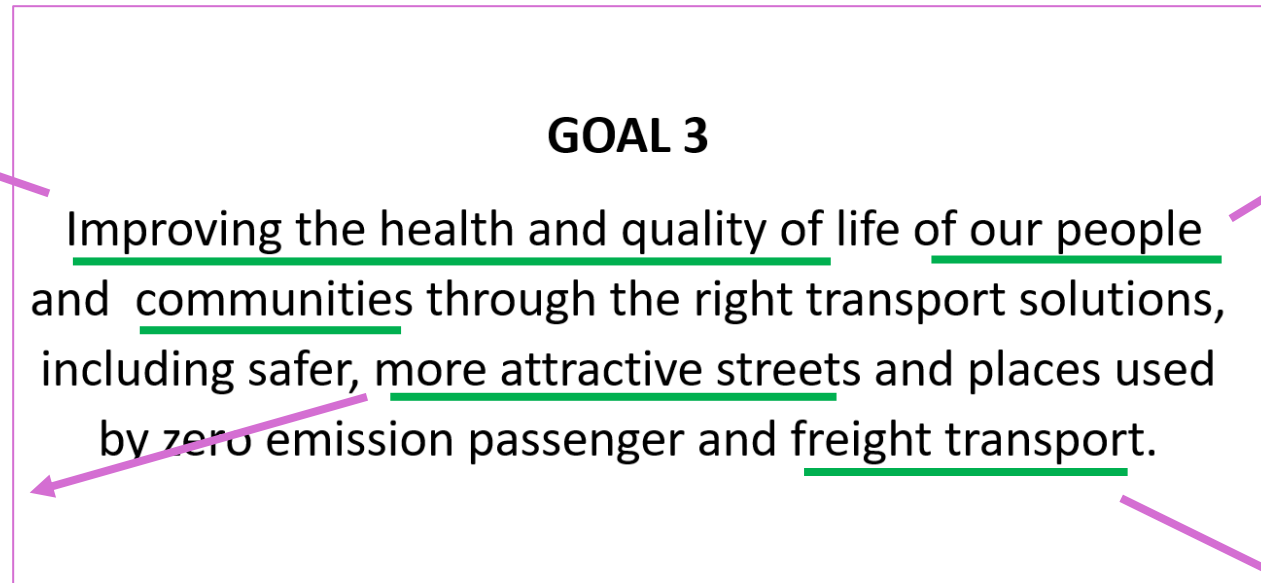 GOAL 3
Improving the health and quality of life of our people
and communities through the right transport solutions,
including safer, more attractive streets and places used
by zero emission passenger and freight transport.